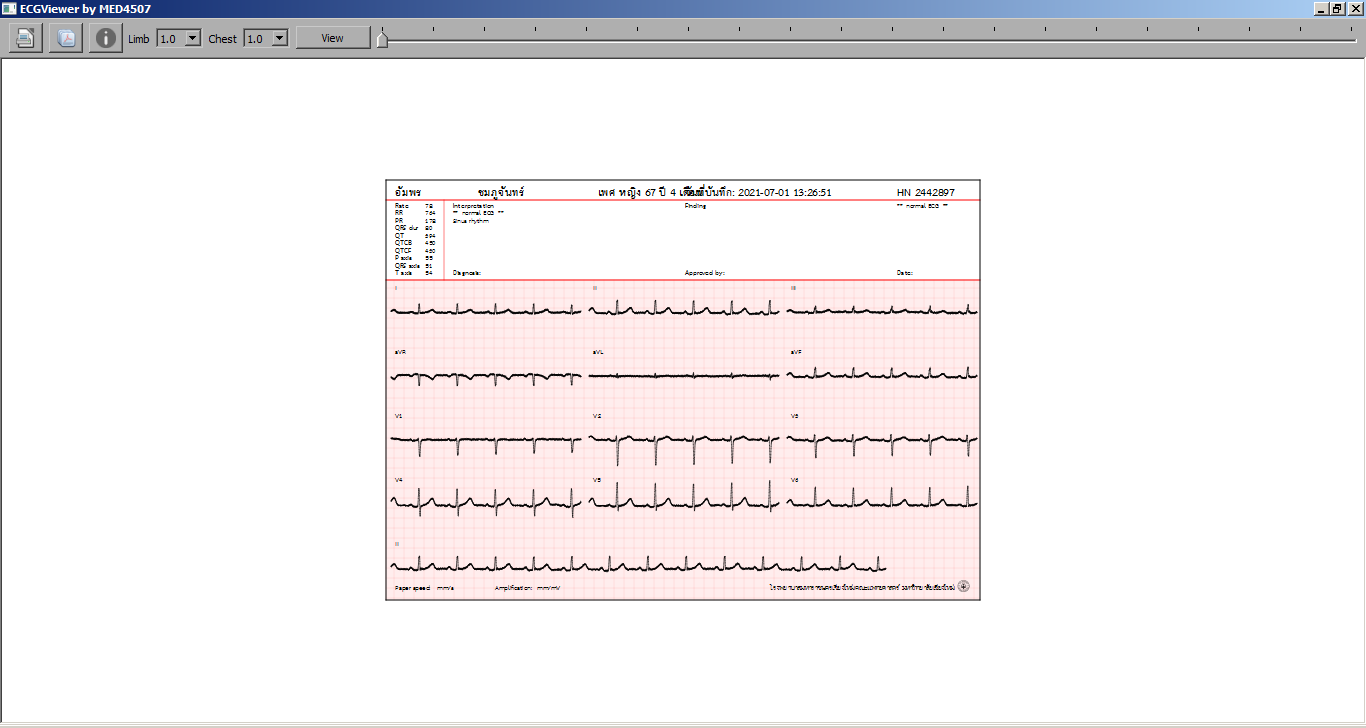 ECGViewer by MED4507
Limb 1.0 Chest 1.0 View
อัมพร ชมภูจันทร์ เพศ หญิง 67 ปี 4 เดือน วันที่บันทึก: 2021-07-01 13:26:51 HN 2442897
Rate 78 Interpretation Finding ** normal ECG **
RR 764 ** normal ECG **
PR 178 Sinus rhythm
QRS dur 80
QT 394
QTCB 450
QTCF
P axis 55
QRS axis 51
T axis 54 Diagnosis: Approved by: Date:
I II III
aVR aVL aVF
V1 V2 V3
V4 V5 V6
II
Paper speed: mm/s Amplification: mm/mV